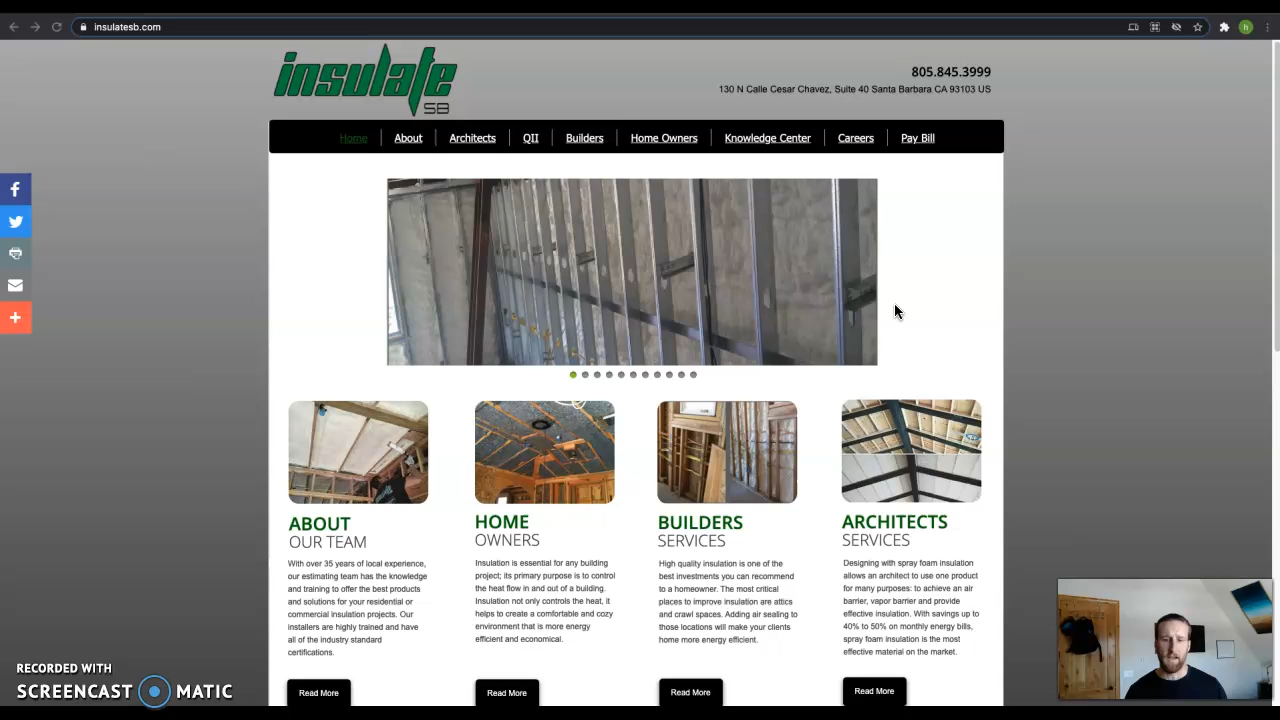 insulatesb.com
h
insulate
SB
805.845.3999
130 N Calle Cesar Chavez, Suite 40 Santa Barbara CA 93103 US
Home
About
Architects
QII
Builders
Home Owners
Knowledge Center
Careers
Pay Bill
ABOUT
OUR TEAM
With over 35 years of local experience,
our estimating team has the knowledge
and training to offer the best products
and solutions for your residential or
commercial insulation projects. Our
installers are highly trained and have
all of the industry standard
certifications.
Read More
HOME
OWNERS
Insulation is essential for any building
project; its primary purpose is to control
the heat flow in and out of a building.
Insulation not only controls the heat, it
helps to create a comfortable and cozy
environment that is more energy
efficient and economical.
Read More
BUILDERS
SERVICES
High quality insulation is one of the
best investments you can recommend
to a homeowner. The most critical
places to improve insulation are attics
and crawl spaces. Adding air sealing to
those locations will make your clients
home more energy efficient.
Read More
ARCHITECTS
SERVICES
Designing with spray foam insulation
allows an architect to use one product
for many purposes: to achieve an air
barrier, vapor barrier and provide
effective insulation. With savings up to
40% to 50% on monthly energy bills,
spray foam insulation is the most
effective material on the market.
Read More
RECORDED WITH
SCREENCAST MATIC